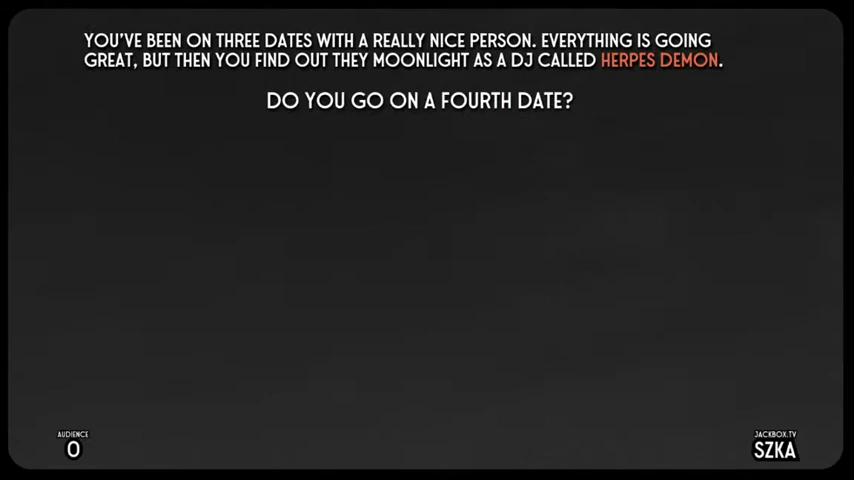 YOU'VE BEEN ON THREE DATES WITH A REALLY NICE PERSON. EVERYTHING IS GOING
GREAT, BUT THEN YOU FIND OUT THEY MOONLIGHT AS A DJ CALLED HERPES DEMON.
DO YOU GO ON A FOURTH DATE?
AUDIENCE
0
JACKBOX.TV
SZKA